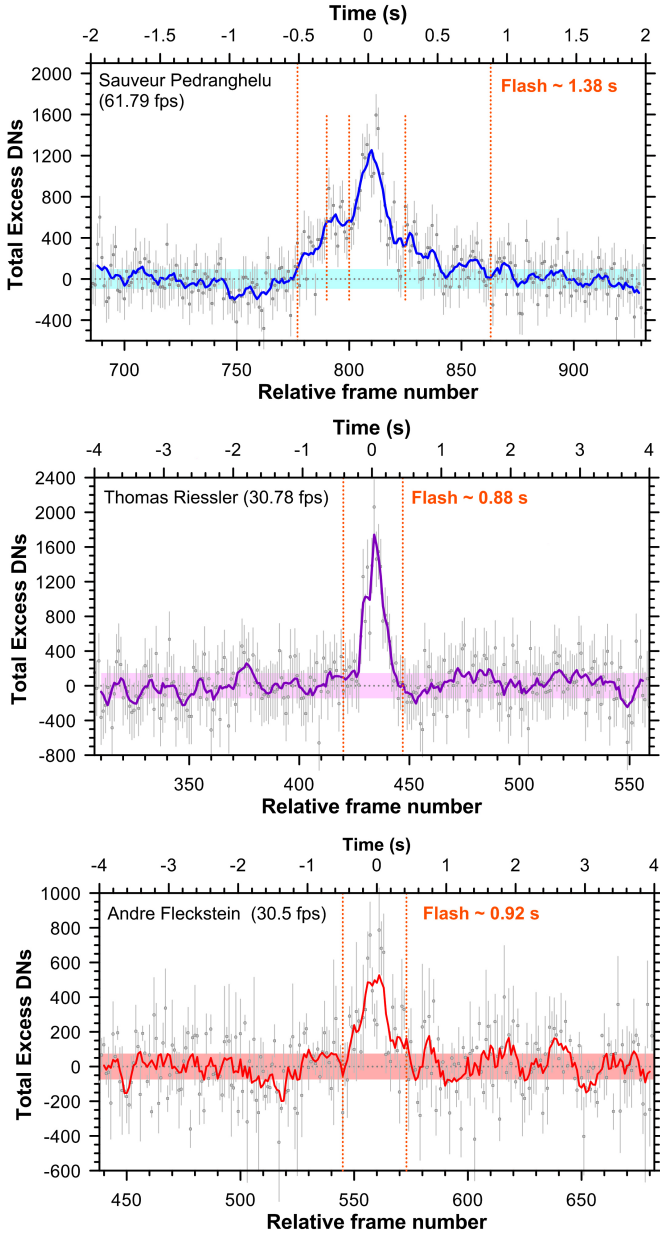 Time (s)
-2 -1.5 -1 -0.5 0 0.5 1 1.5 2
Sauveur Pedranghelu
(61.79 fps)
Flash ~ 1.38 s
Total Excess DNs
2000
1600
1200
800
400
0
-400
700 750 800 850 900
Relative frame number
Time (s)
-4 -3 -2 -1 0 1 2 3 4
Thomas Riessler (30.78 fps)
Flash ~ 0.88 s
Total Excess DNs
2400
2000
1600
1200
800
400
0
-400
-800
350 400 450 500 550
Relative frame number
Time (s)
-4 -3 -2 -1 0 1 2 3 4
Andre Fleckstein (30.5 fps)
Flash ~ 0.92 s
Total Excess DNs
1000
800
600
400
200
0
-200
-400
-600
450 500 550 600 650
Relative frame number